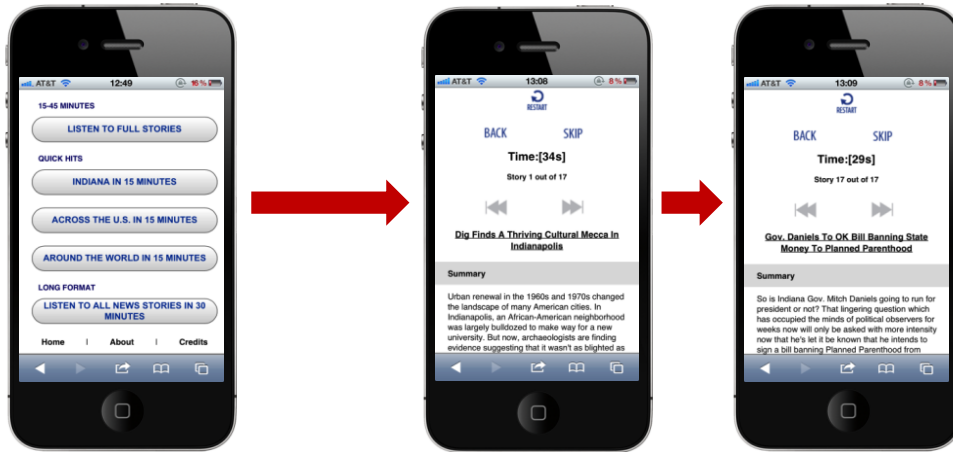 AT&T 12:49 16%
15-45 MINUTES
LISTEN TO FULL STORIES
QUICK HITS
INDIANA IN 15 MINUTES
ACROSS THE U.S. IN 15 MINUTES
AROUND THE WORLD IN 15 MINUTES
LONG FORMAT
LISTEN TO ALL NEWS STORIES IN 30
MINUTES
Home | About | Credits
AT&T 13:08 8%
RESTART
BACK SKIP
Time:[34s]
Story 1 out of 17
Dig Finds A Thriving Cultural Mecca In
Indianapolis
Summary
Urban renewal in the 1960s and 1970s changed
the landscape of many American cities. In
Indianapolis, an African-American neighborhood
was largely bulldozed to make way for a new
university. But now, archaeologists are finding
evidence suggesting that it wasn't as blighted as
AT&T 13:09 8%
RESTART
BACK SKIP
Time:[29s]
Story 17 out of 17
Gov. Daniels To OK Bill Banning State
Money To Planned Parenthood
Summary
So is Indiana Gov. Mitch Daniels going to run for
president or not? That lingering question which
has occupied the minds of political observers for
weeks now will only be asked with more intensity
now that he's let it be known that he intends to
sign a bill banning Planned Parenthood from